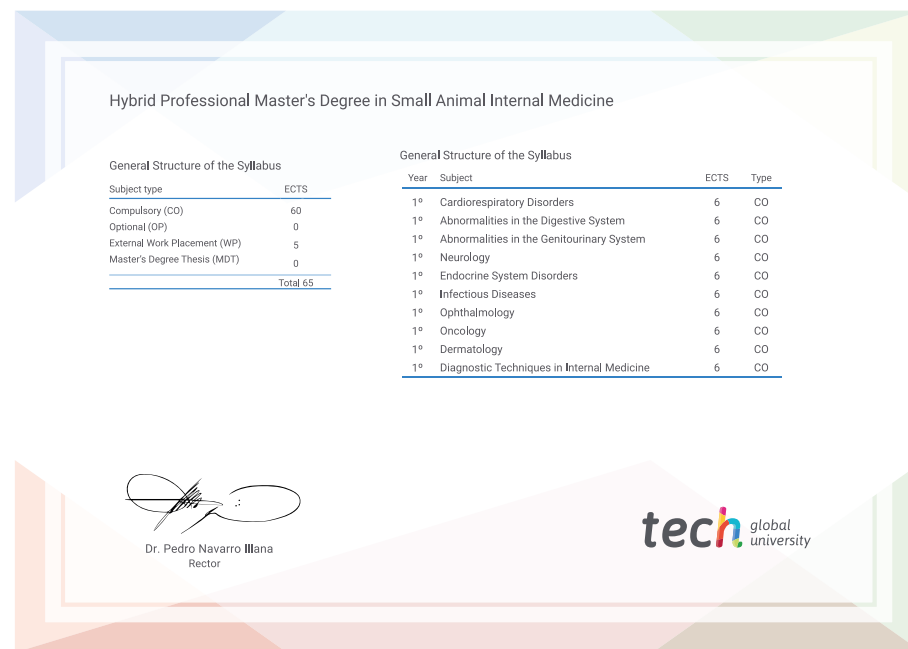 Hybrid Professional Master's Degree in Small Animal Internal Medicine
General Structure of the Syllabus
Subject type ECTS
Compulsory (CO) 60
Optional (OP) 0
External Work Placement (WP) 5
Master's Degree Thesis (MDT) 0
Total 65
General Structure of the Syllabus
Year Subject ECTS Type
1º Cardiorespiratory Disorders 6 CO
1º Abnormalities in the Digestive System 6 CO
1º Abnormalities in the Genitourinary System 6 CO
1º Neurology 6 CO
1º Endocrine System Disorders 6 CO
1º Infectious Diseases 6 CO
1º Ophthalmology 6 CO
1º Oncology 6 CO
1º Dermatology 6 CO
1º Diagnostic Techniques in Internal Medicine 6 CO
Dr. Pedro Navarro Illana
Rector
tech global
university